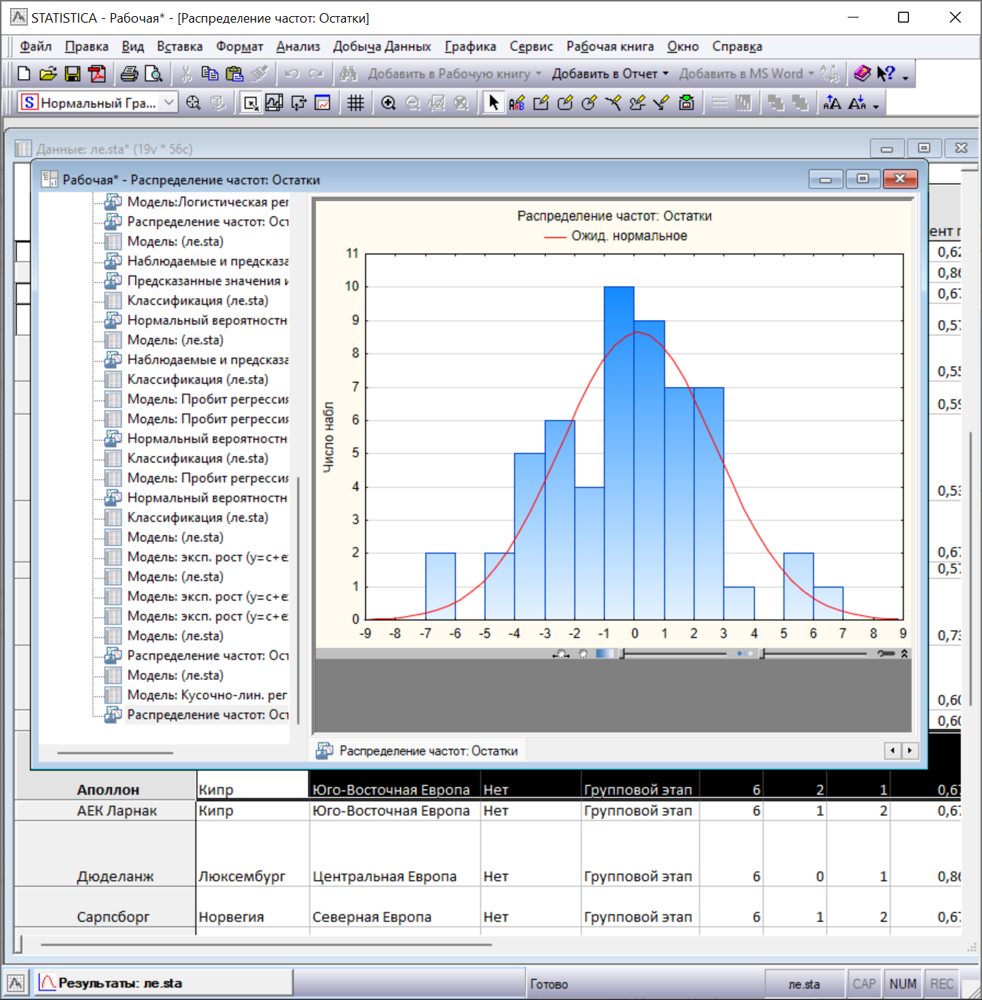 STATISTICA - Рабочая* - [Распределение частот: Остатки]
Файл Правка Вид Вставка Формат Анализ Добыча Данных Графика Сервис Рабочая книга Окно Справка
Добавить в Рабочую книгу Добавить в Отчет Добавить в MS Word
Нормальный Гра...
Данные: ле.sta* (19v * 56c)
Рабочая* - Распределение частот: Остатки
Модель:Логистическая рег
Распределение частот: Ост
Модель: (ле.sta)
Наблюдаемые и предсказа
Предсказанные значения и
Классификация (ле.sta)
Нормальный вероятностн
Модель: (ле.sta)
Наблюдаемые и предсказа
Классификация (ле.sta)
Модель: Пробит регрессия
Модель: Пробит регрессия
Нормальный вероятностн
Классификация (ле.sta)
Модель: Пробит регрессия
Нормальный вероятностн
Классификация (ле.sta)
Модель: (ле.sta)
Модель: эксп. рост (y=c+e
Модель: (ле.sta)
Модель: эксп. рост (y=c+e
Модель: эксп. рост (y=c+e
Модель: (ле.sta)
Распределение частот: Ост
Модель: (ле.sta)
Модель: Кусочно-лин. рег
Распределение частот: Ост
Распределение частот: Остатки
Ожид. нормальное
Число набл
11
10
9
8
7
6
5
4
3
2
1
0
-9 -8 -7 -6 -5 -4 -3 -2 -1 0 1 2 3 4 5 6 7 8 9
Распределение частот: Остатки
ент г
0,62
0,86
0,67
0,57
0,55
0,59
0,53
0,67
0,57
0,73
0,60
0,60
Аполлон Кипр Юго-Восточная Европа Нет Групповой этап 6 2 1 0,67
АЕК Ларнак Кипр Юго-Восточная Европа Нет Групповой этап 6 1 2 0,67
Дюделанж Люксембург Центральная Европа Нет Групповой этап 6 0 1 0,86
Сарпсборг Норвегия Северная Европа Нет Групповой этап 6 1 2 0,67
Результаты: ле.sta Готово ле.sta CAP NUM REC